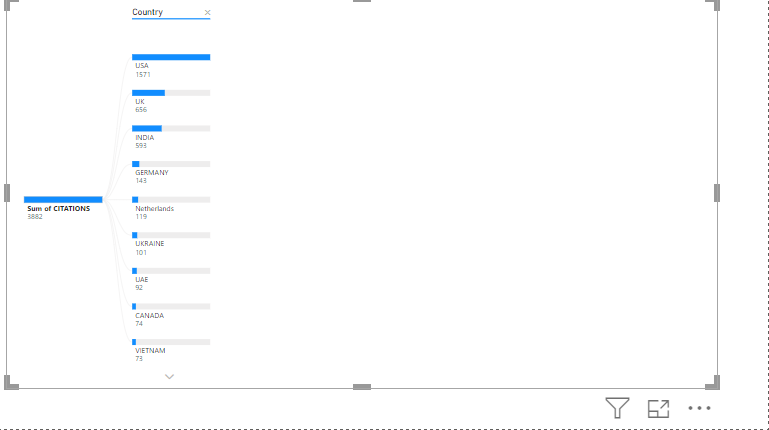 Country
USA
1571
UK
656
INDIA
593
GERMANY
143
Sum of CITATIONS
3882
Netherlands
119
UKRAINE
101
UAE
92
CANADA
74
VIETNAM
73